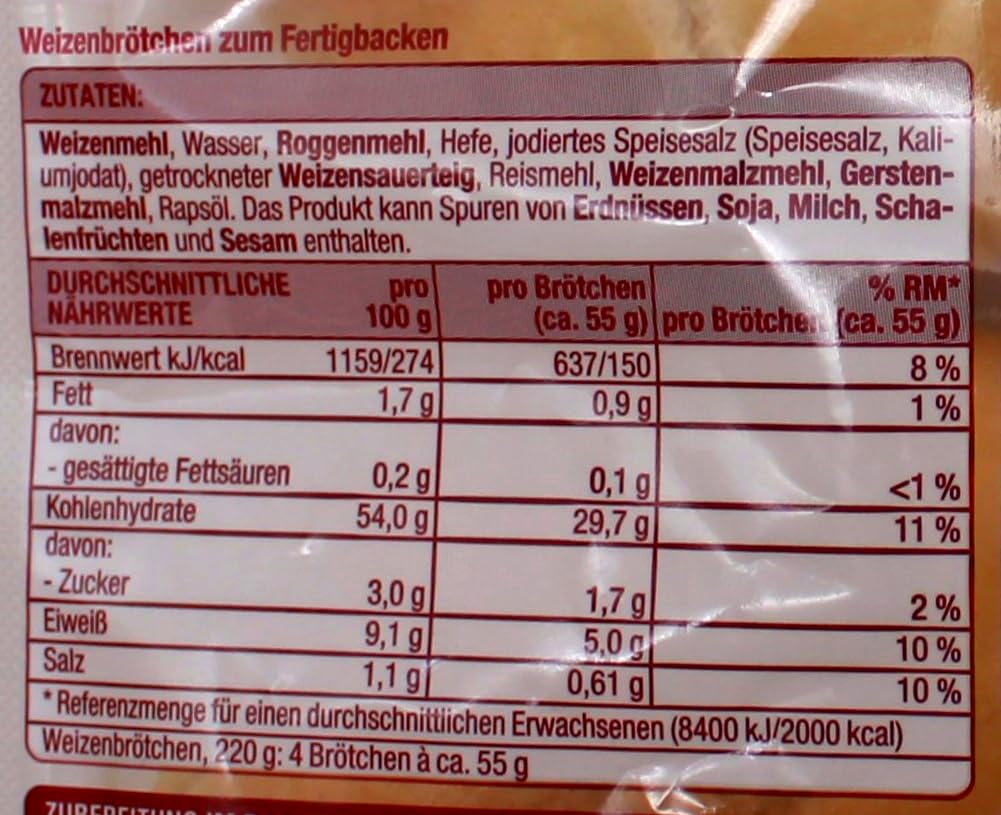 Weizenbrötchen zum Fertigbacken
ZUTATEN:
Weizenmehl, Wasser, Roggenmehl, Hefe, jodiertes Speisesalz (Speisesalz, Kali-
umjodat), getrockneter Weizensauerteig, Reismehl, Weizenmalzmehl, Gersten-
malzmehl, Rapsöl. Das Produkt kann Spuren von Erdnüssen, Soja, Milch, Scha-
lenfrüchten und Sesam enthalten.
DURCHSCHNITTLICHE pro pro Brötchen % RM*
NÄHRWERTE 100 g (ca. 55 g) pro Brötchen (ca. 55 g)
Brennwert kJ/kcal 1159/274 637/150 8 %
Fett 1,7 g 0,9 g 1 %
davon:
- gesättigte Fettsäuren 0,2 g 0,1 g <1 %
Kohlenhydrate 54,0 g 29,7 g 11 %
davon:
- Zucker 3,0 g 1,7 g 2 %
Eiweiß 9,1 g 5,0 g 10 %
Salz 1,1 g 0,61 g 10 %
* Referenzmenge für einen durchschnittlichen Erwachsenen (8400 kJ/2000 kcal)
Weizenbrötchen, 220 g: 4 Brötchen à ca. 55 g